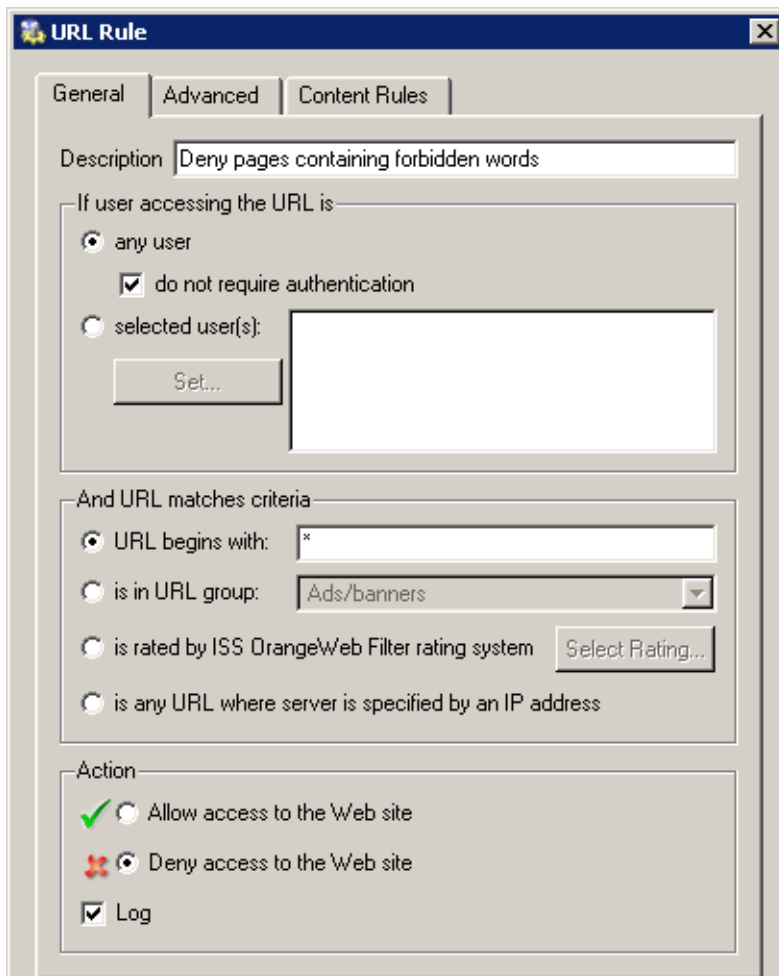 URL Rule
General Advanced Content Rules
Description Deny pages containing forbidden words
If user accessing the URL is
any user
do not require authentication
selected user(s):
Set...
And URL matches criteria
URL begins with: *
is in URL group: Ads/banners
is rated by ISS OrangeWeb Filter rating system Select Rating...
is any URL where server is specified by an IP address
Action
Allow access to the Web site
Deny access to the Web site
Log